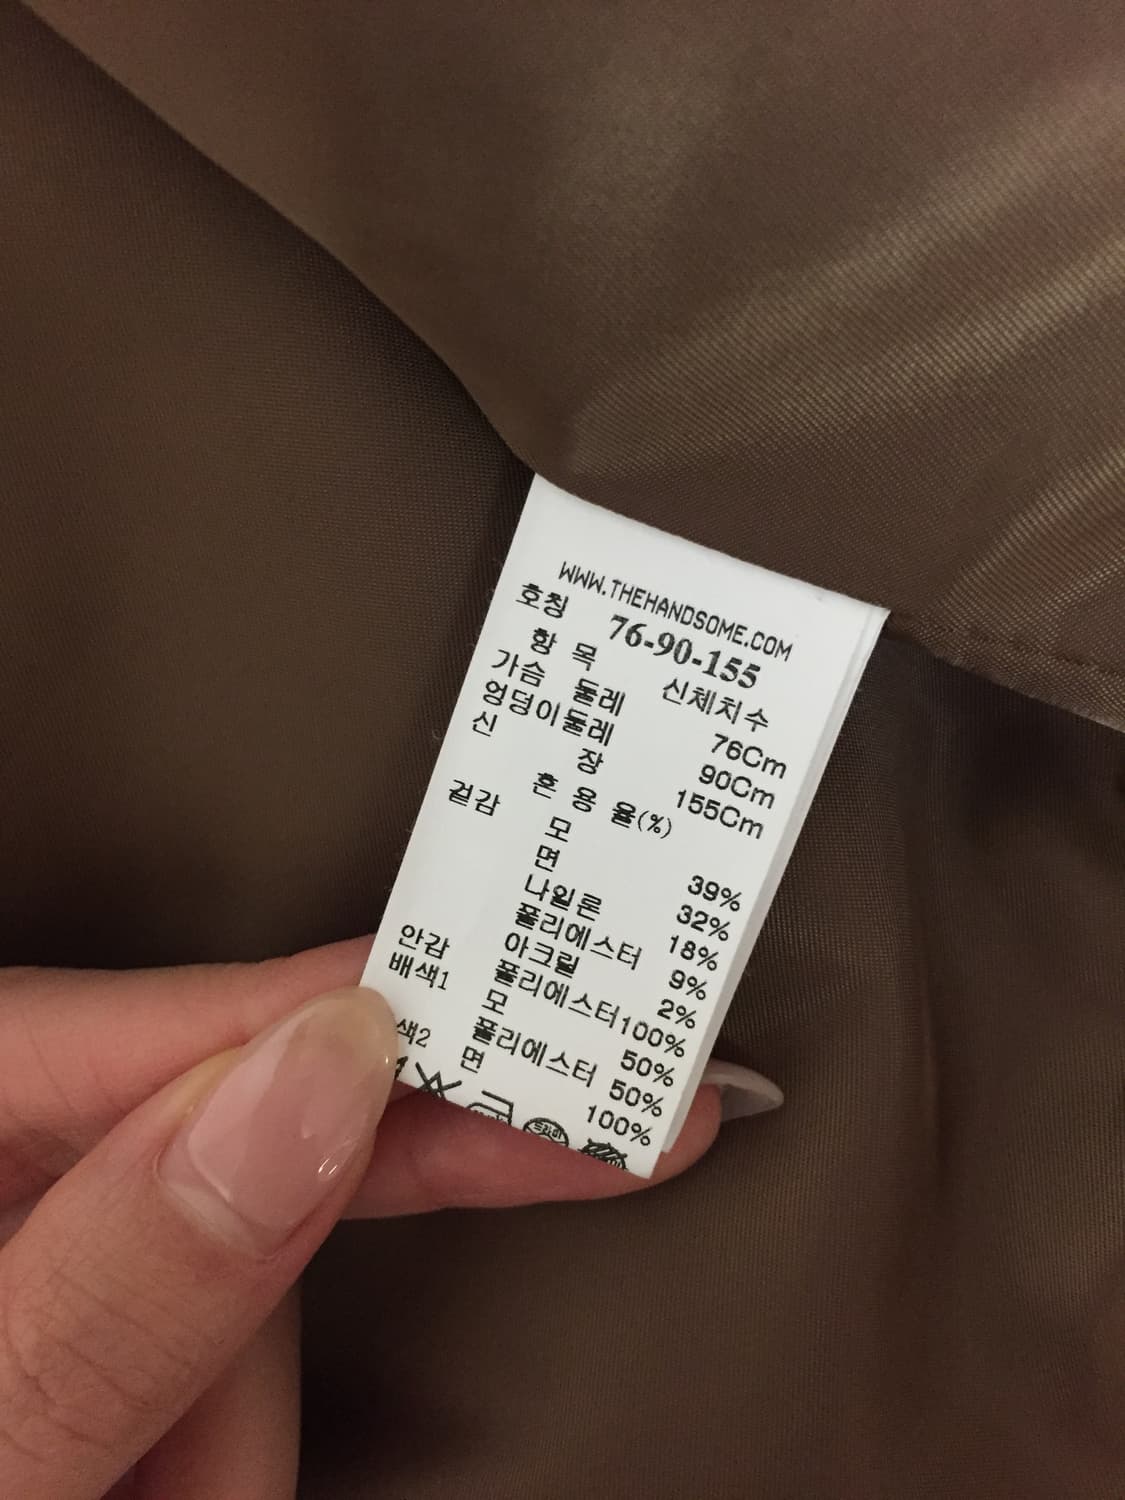 WWW.THEHANDSOME.COM
호칭 76-90-155
항 목 신체치수
가슴 둘레 76Cm
엉덩이둘레 90Cm
신 장 155Cm
혼 용 율(%)
겉감 모 39%
면 32%
나일론 18%
폴리에스터 9%
아크릴 2%
안감 폴리에스터100%
배색1 모 50%
폴리에스터 50%
색2 면 100%
드라이